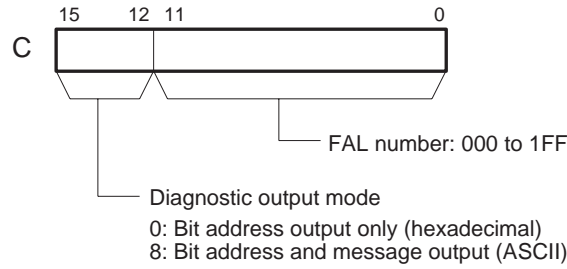 15 12 11 0
C
FAL number: 000 to 1FF
Diagnostic output mode
0: Bit address output only (hexadecimal)
8: Bit address and message output (ASCII)